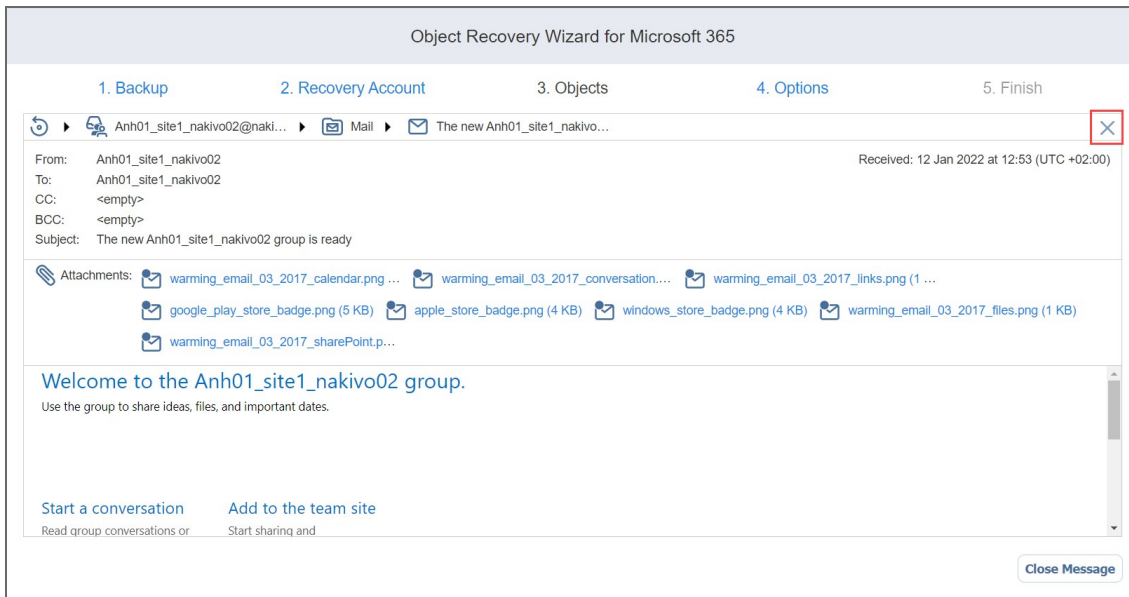 Object Recovery Wizard for Microsoft 365
1. Backup 2. Recovery Account 3. Objects 4. Options 5. Finish
Anh01_site1_nakivo02@naki... Mail The new Anh01_site1_nakivo...
From: Anh01_site1_nakivo02 Received: 12 Jan 2022 at 12:53 (UTC +02:00)
To: Anh01_site1_nakivo02
CC: <empty>
BCC: <empty>
Subject: The new Anh01_site1_nakivo02 group is ready
Attachments: warming_email_03_2017_calendar.png ... warming_email_03_2017_conversation.... warming_email_03_2017_links.png (1 ...
google_play_store_badge.png (5 KB) apple_store_badge.png (4 KB) windows_store_badge.png (4 KB) warming_email_03_2017_files.png (1 KB)
warming_email_03_2017_sharePoint.p...
Welcome to the Anh01_site1_nakivo02 group.
Use the group to share ideas, files, and important dates.
Start a conversation Add to the team site
Read group conversations or Start sharing and
Close Message